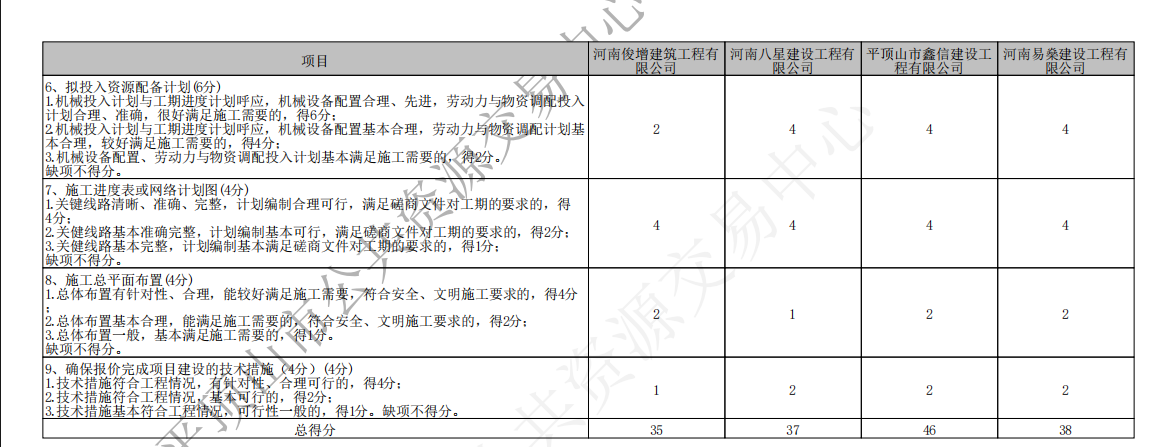 项目
河南俊增建筑工程有
限公司
河南八星建设工程有
限公司
平顶山市鑫信建设工
程有限公司
河南易燊建设工程有
限公司
6、拟投入资源配备计划(6分)
1.机械投入计划与工期进度计划呼应，机械设备配置合理、先进，劳动力与物资调配投入
计划合理、准确，很好满足施工需要的，得6分；
2.机械投入计划与工期进度计划呼应，机械设备配置基本合理，劳动力与物资调配计划基
本合理，较好满足施工需要的，得4分；
3.机械设备配置、劳动力与物资调配投入计划基本满足施工需要的，得2分。
缺项不得分。
2 4 4 4
7、施工进度表或网络计划图(4分)
1.关键线路清晰、准确、完整，计划编制合理可行，满足磋商文件对工期的要求的，得
4分；
2.关健线路基本准确完整，计划编制基本可行，满足磋商文件对工期的要求的，得2分；
3.关健线路基本完整，计划编制基本满足磋商文件对工期的要求的，得1分；
缺项不得分。
4 4 4 4
8、施工总平面布置(4分)
1.总体布置有针对性、合理，能较好满足施工需要，符合安全、文明施工要求的，得4分
；
2.总体布置基本合理，能满足施工需要的，符合安全、文明施工要求的，得2分；
3.总体布置一般，基本满足施工需要的，得1分。
缺项不得分。
2 1 2 2
9、确保报价完成项目建设的技术措施（4分）(4分)
1.技术措施符合工程情况，有针对性、合理可行的，得4分；
2.技术措施符合工程情况，基本可行的，得2分；
3.技术措施基本符合工程情况，可行性一般的，得1分。缺项不得分。
1 2 2 2
总得分 35 37 46 38
平顶山市公共资源交易中心
共资源交易中心